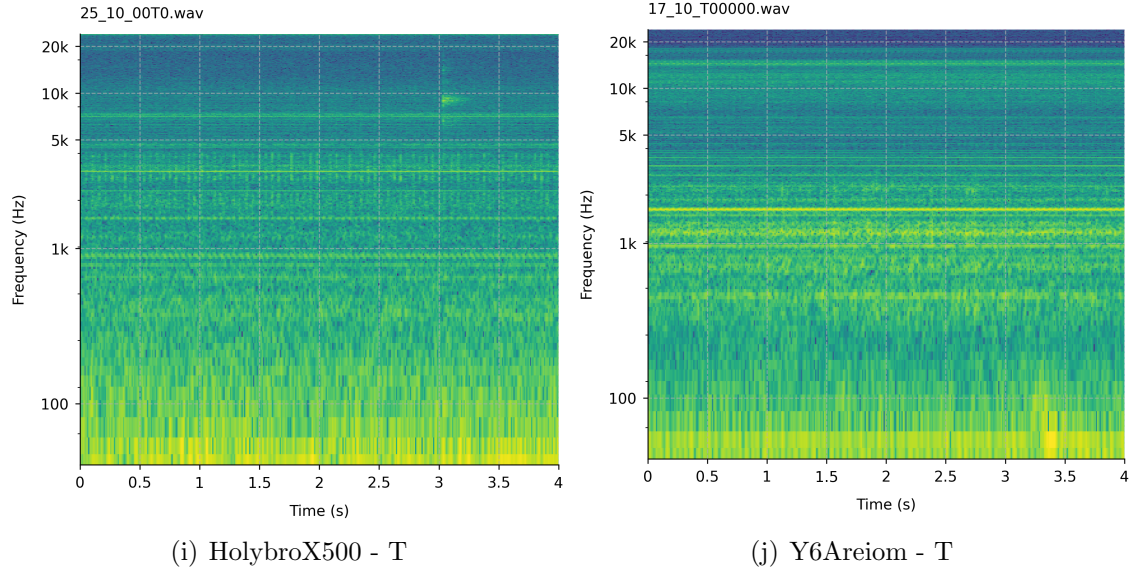 25_10_00T0.wav
20k
10k
5k
1k
100
Frequency (Hz)
0 0.5 1 1.5 2 2.5 3 3.5 4
Time (s)
(i) HolybroX500 - T
17_10_T00000.wav
20k
10k
5k
1k
100
Frequency (Hz)
0 0.5 1 1.5 2 2.5 3 3.5 4
Time (s)
(j) Y6Areiom - T